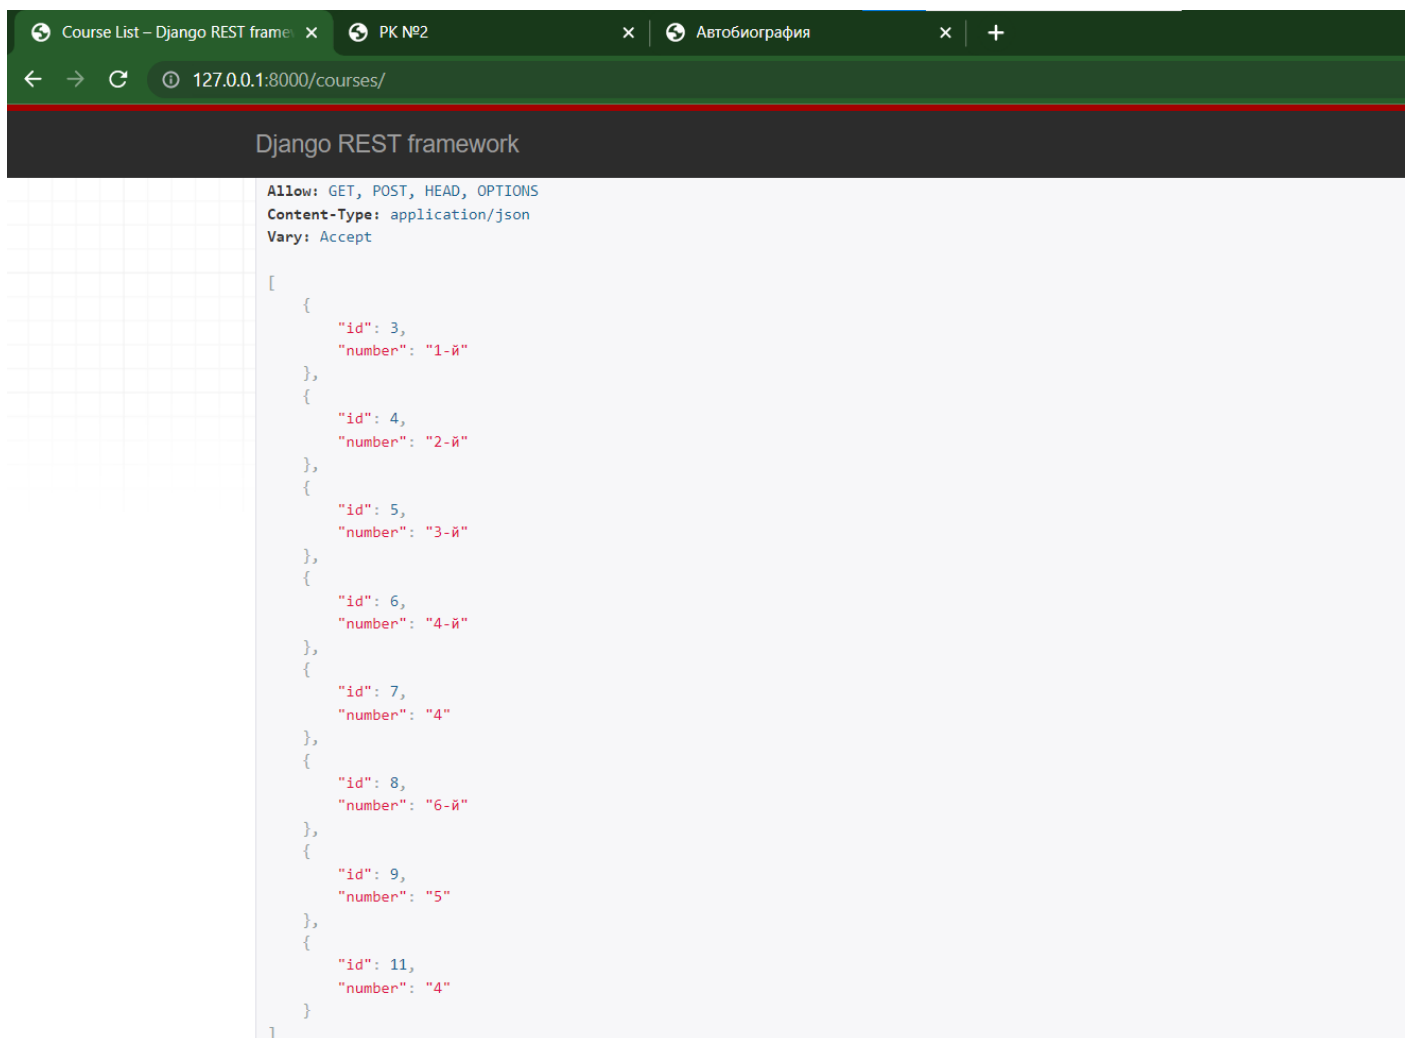 Course List – Django REST frame
РК №2
Автобиография
127.0.0.1:8000/courses/
Django REST framework
Allow: GET, POST, HEAD, OPTIONS
Content-Type: application/json
Vary: Accept
[
{
"id": 3,
"number": "1-й"
},
{
"id": 4,
"number": "2-й"
},
{
"id": 5,
"number": "3-й"
},
{
"id": 6,
"number": "4-й"
},
{
"id": 7,
"number": "4"
},
{
"id": 8,
"number": "6-й"
},
{
"id": 9,
"number": "5"
},
{
"id": 11,
"number": "4"
}
]